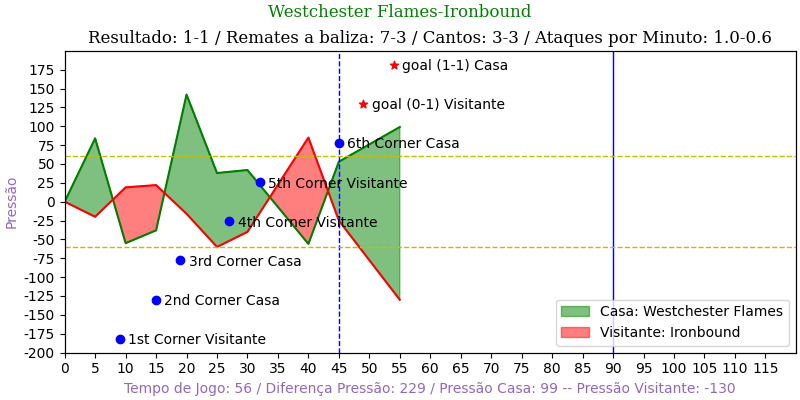 Westchester Flames-Ironbound
Resultado: 1-1 / Remates a baliza: 7-3 / Cantos: 3-3 / Ataques por Minuto: 1.0-0.6
175
150
125
100
75
50
25
0
-25
-50
-75
-100
-125
-150
-175
-200
Pressão
goal (1-1) Casa
goal (0-1) Visitante
6th Corner Casa
5th Corner Visitante
4th Corner Visitante
3rd Corner Casa
2nd Corner Casa
1st Corner Visitante
Casa: Westchester Flames
Visitante: Ironbound
0 5 10 15 20 25 30 35 40 45 50 55 60 65 70 75 80 85 90 95 100 105 110 115
Tempo de Jogo: 56 / Diferença Pressão: 229 / Pressão Casa: 99 -- Pressão Visitante: -130